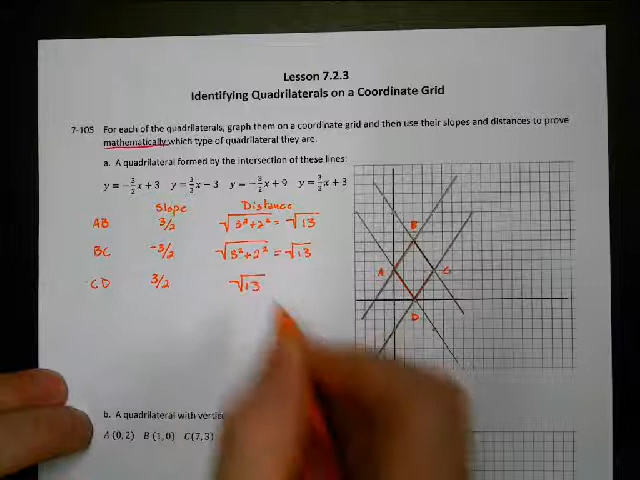 Lesson 7.2.3
Identifying Quadrilaterals on a Coordinate Grid
7-105 For each of the quadrilaterals, graph them on a coordinate grid and then use their slopes and distances to prove
mathematically which type of quadrilateral they are.
a. A quadrilateral formed by the intersection of these lines:
y = -3/2x + 3 y = 3/2x - 3 y = -3/2x + 9 y = 3/2x + 3
Slope Distance
AB 3/2 √3²+2² = √13
BC -3/2 √3²+2² = √13
CD 3/2 √13
B
A C
D
b. A quadrilateral with
A (0,2) B (1,0) C(7,3)